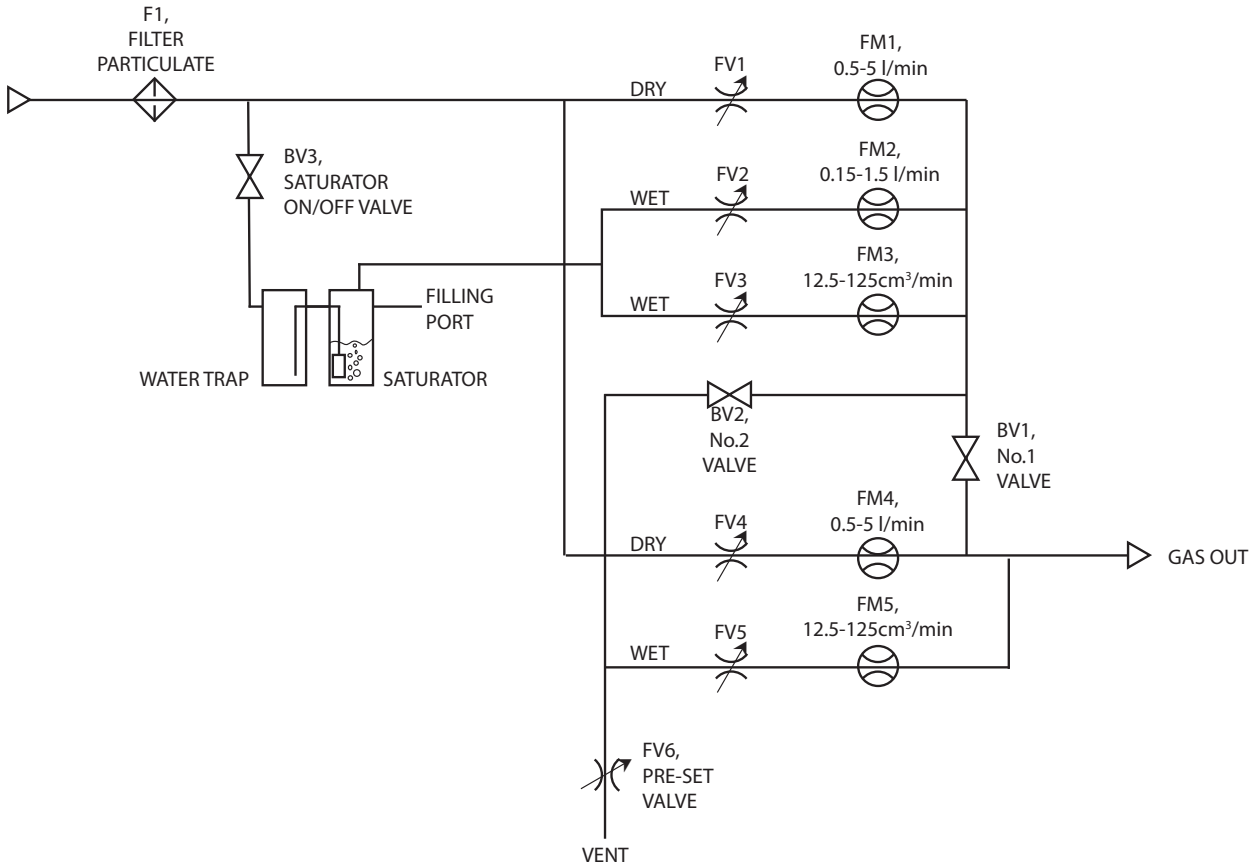 F1,
FILTER
PARTICULATE
DRY
FV1
FM1,
0.5-5 l/min
BV3,
SATURATOR
ON/OFF VALVE
WET
FV2
FM2,
0.15-1.5 l/min
WET
FV3
FM3,
12.5-125cm³/min
FILLING
PORT
WATER TRAP
SATURATOR
BV2,
No.2
VALVE
BV1,
No.1
VALVE
DRY
FV4
FM4,
0.5-5 l/min
GAS OUT
WET
FV5
FM5,
12.5-125cm³/min
FV6,
PRE-SET
VALVE
VENT